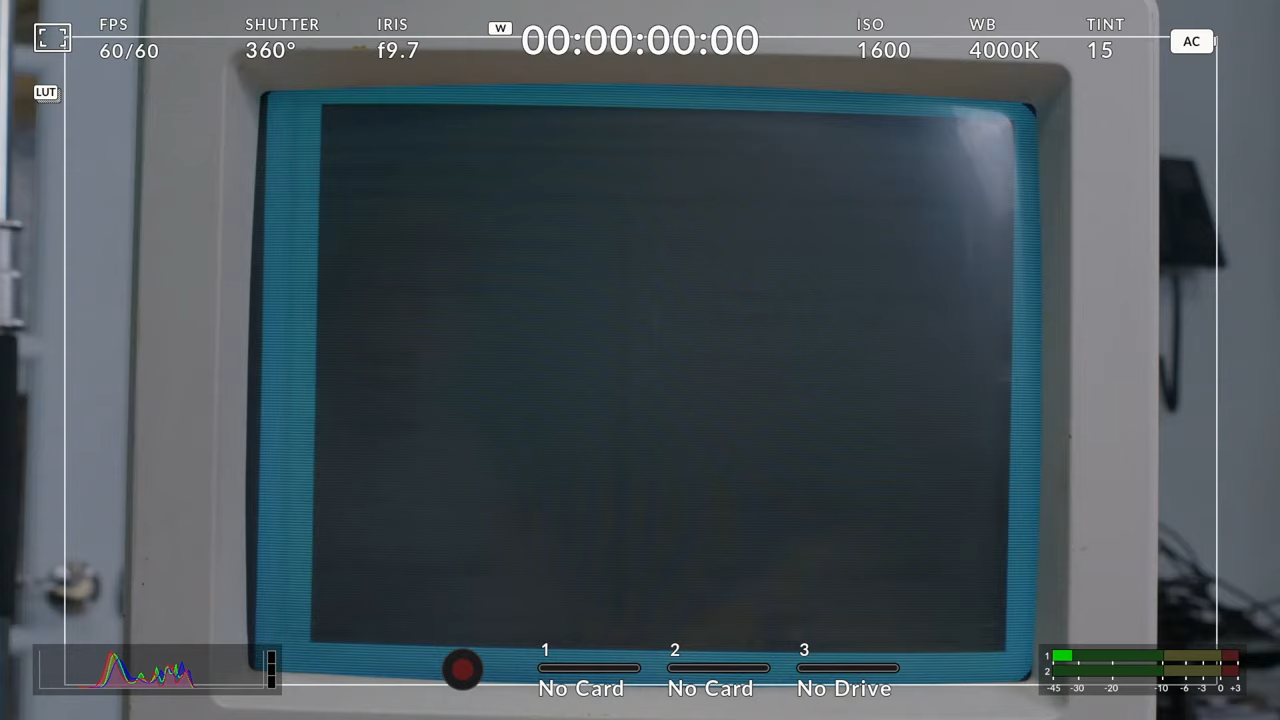 FPS SHUTTER IRIS W 00:00:00:00 ISO WB TINT AC
60/60 360° f9.7 1600 4000K 15
LUT
1 2 3
No Card No Card No Drive
1
2
-45 -30 -20 -10 -6 -3 0 +3